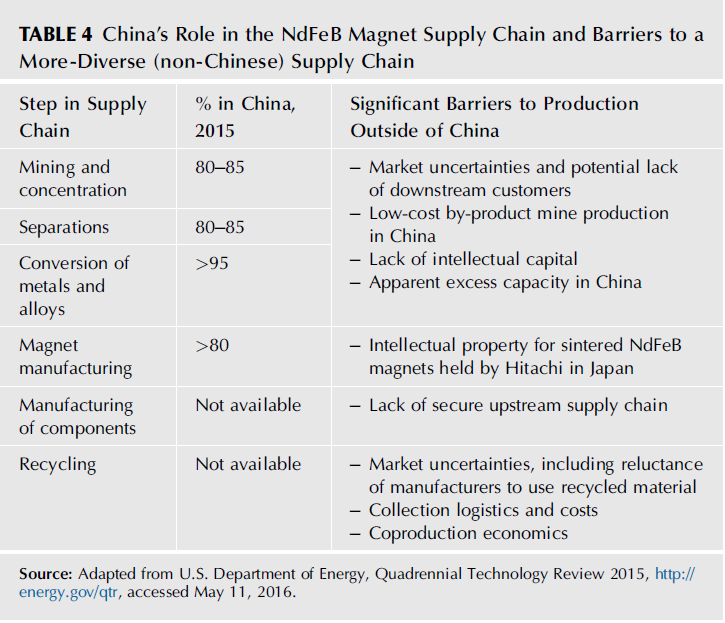 TABLE 4 China's Role in the NdFeB Magnet Supply Chain and Barriers to a
More-Diverse (non-Chinese) Supply Chain
Step in Supply
Chain
% in China,
2015
Significant Barriers to Production
Outside of China
Mining and
concentration
80–85
– Market uncertainties and potential lack
of downstream customers
– Low-cost by-product mine production
in China
– Lack of intellectual capital
– Apparent excess capacity in China
Separations
80–85
Conversion of
metals and
alloys
>95
Magnet
manufacturing
>80
– Intellectual property for sintered NdFeB
magnets held by Hitachi in Japan
Manufacturing
of components
Not available
– Lack of secure upstream supply chain
Recycling
Not available
– Market uncertainties, including reluctance
of manufacturers to use recycled material
– Collection logistics and costs
– Coproduction economics
Source: Adapted from U.S. Department of Energy, Quadrennial Technology Review 2015, http://
energy.gov/qtr, accessed May 11, 2016.